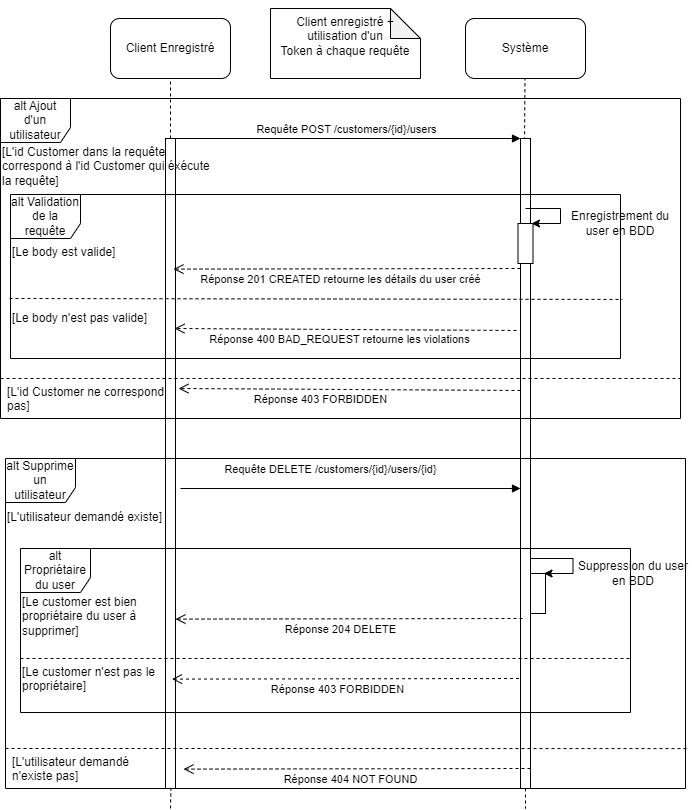 Client Enregistré
Client enregistré +
utilisation d'un
Token à chaque requête
Système
alt Ajout
d'un
utilisateur
Requête POST /customers/{id}/users
[L'id Customer dans la requête
correspond à l'id Customer qui éxécute
la requête]
alt Validation
de la
requête
Enregistrement du
user en BDD
[Le body est valide]
Réponse 201 CREATED retourne les détails du user créé
[Le body n'est pas valide]
Réponse 400 BAD_REQUEST retourne les violations
[L'id Customer ne correspond
pas]
Réponse 403 FORBIDDEN
alt Supprime
un
utilisateur
Requête DELETE /customers/{id}/users/{id}
[L'utilisateur demandé existe]
alt
Propriétaire
du user
Suppression du user
en BDD
[Le customer est bien
propriétaire du user à
supprimer]
Réponse 204 DELETE
[Le customer n'est pas le
propriétaire]
Réponse 403 FORBIDDEN
[L'utilisateur demandé
n'existe pas]
Réponse 404 NOT FOUND